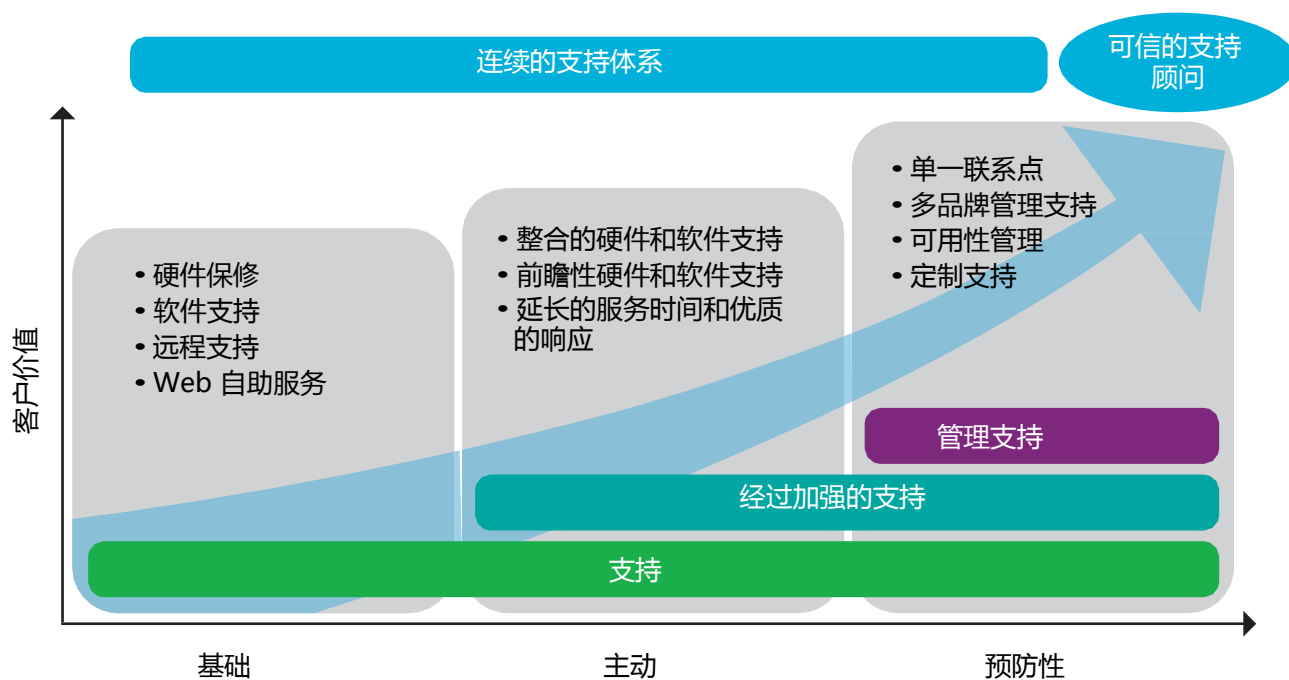 连续的支持体系
可信的支持
顾问
客户价值
• 硬件保修
• 软件支持
• 远程支持
• Web 自助服务
• 整合的硬件和软件支持
• 前瞻性硬件和软件支持
• 延长的服务时间和优质
的响应
• 单一联系点
• 多品牌管理支持
• 可用性管理
• 定制支持
管理支持
经过加强的支持
支持
基础
主动
预防性